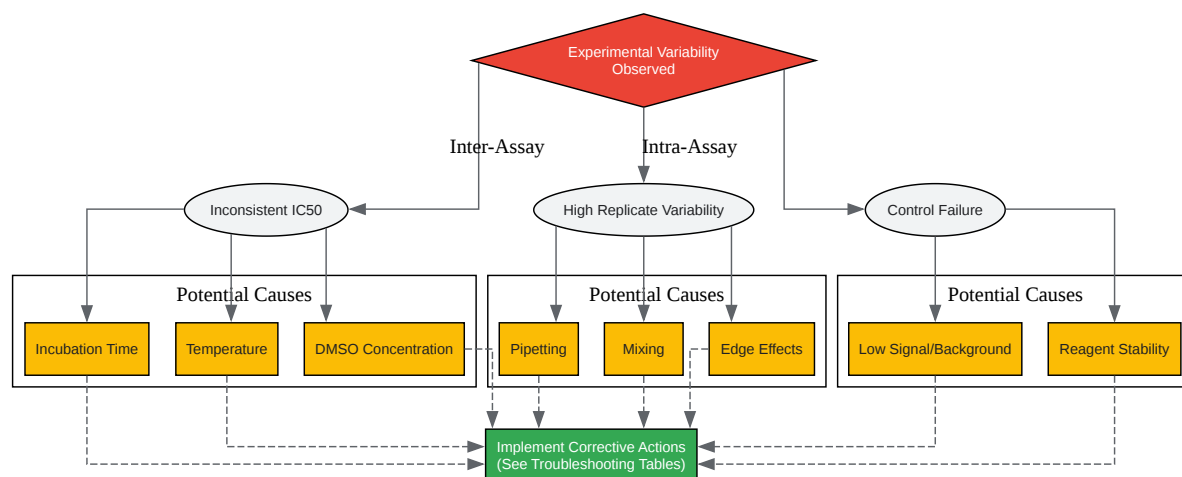 Experimental Variability
Observed
Inter-Assay
Intra-Assay
Inconsistent IC50
High Replicate Variability
Control Failure
Potential Causes
Potential Causes
Potential Causes
Incubation Time
Temperature
DMSO Concentration
Pipetting
Mixing
Edge Effects
Low Signal/Background
Reagent Stability
Implement Corrective Actions
(See Troubleshooting Tables)